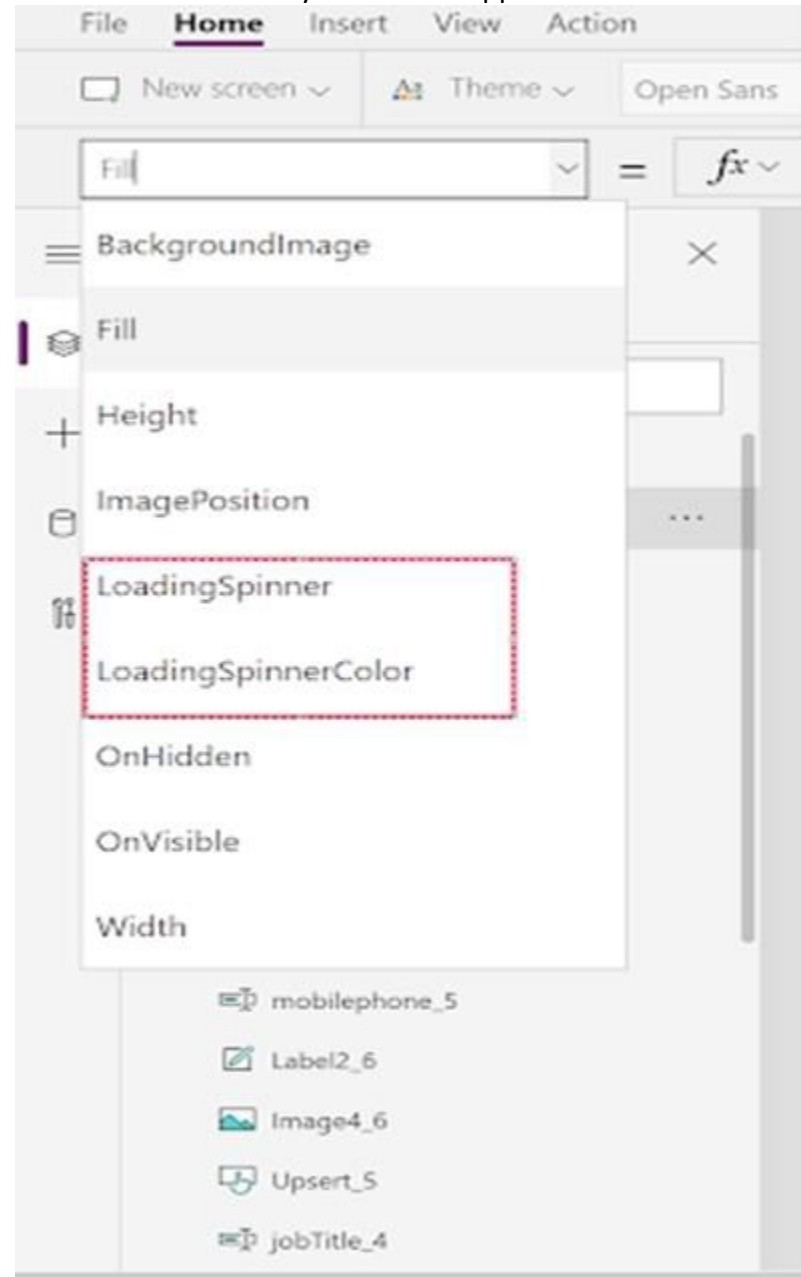 File Home Insert View Action
New screen Theme Open Sans
Fill = fx
BackgroundImage
Fill
Height
ImagePosition
LoadingSpinner
LoadingSpinnerColor
OnHidden
OnVisible
Width
mobilephone_5
Label2_6
Image4_6
Upsert_5
jobTitle_4